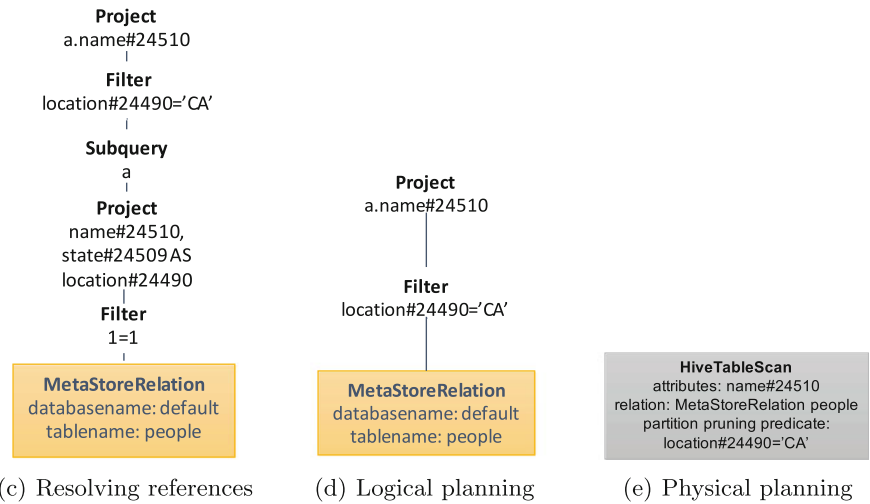 Project
a.name#24510
Filter
location#24490='CA'
Subquery
a
Project
name#24510,
state#24509 AS
location#24490
Filter
1=1
MetaStoreRelation
databasename: default
tablename: people
(c) Resolving references
Project
a.name#24510
Filter
location#24490='CA'
MetaStoreRelation
databasename: default
tablename: people
(d) Logical planning
HiveTableScan
attributes: name#24510
relation: MetaStoreRelation people
partition pruning predicate:
location#24490='CA'
(e) Physical planning